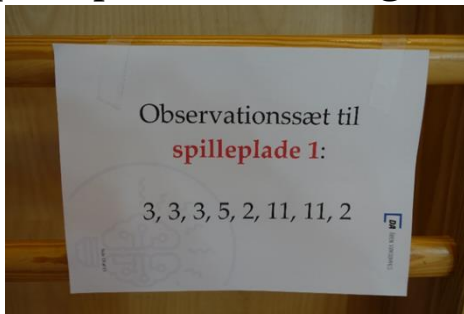 Observationssæt til
spilleplade 1:
3, 3, 3, 5, 2, 11, 11, 2